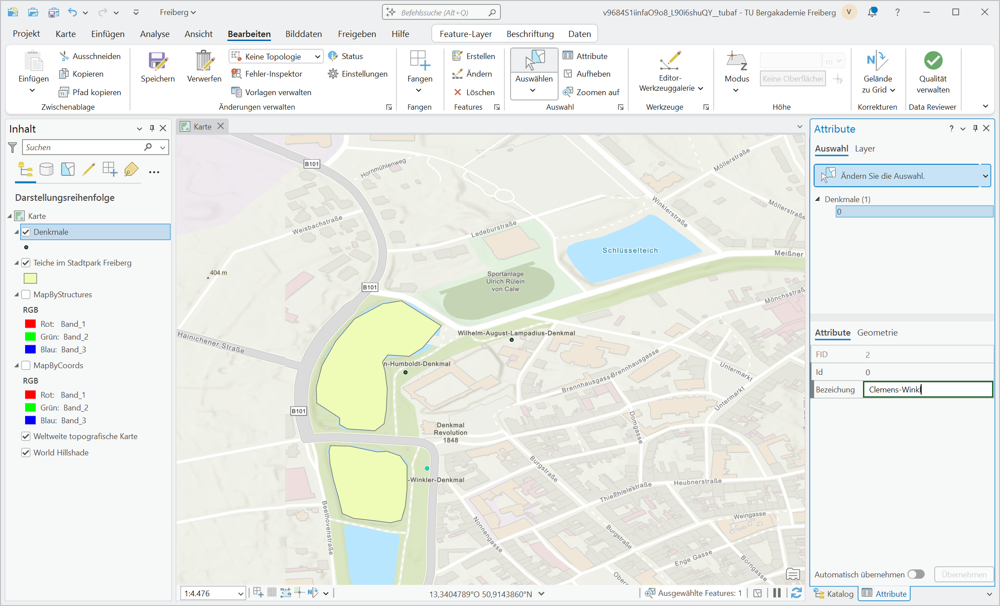 Freiberg
Befehlssuche (Alt+Q)
v9684S1iinfaO9o8_L90i6shuQY__tubaf - TU Bergakademie Freiberg
V
?
Projekt
Karte
Einfügen
Analyse
Ansicht
Bearbeiten
Bilddaten
Freigeben
Hilfe
Feature-Layer
Beschriftung
Daten
Einfügen
Ausschneiden
Kopieren
Pfad kopieren
Zwischenablage
Speichern
Verwerfen
Keine Topologie
Fehler-Inspektor
Vorlagen verwalten
Status
Einstellungen
Änderungen verwalten
Fangen
Fangen
Erstellen
Ändern
Löschen
Features
Auswählen
Attribute
Aufheben
Zoomen auf
Auswahl
Editor-
Werkzeuggalerie
Werkzeuge
Modus
m
Keine Oberflächen
Höhe
Gelände
zu Grid
Korrekturen
Qualität
verwalten
Data Reviewer
Inhalt
Suchen
Darstellungsreihenfolge
Karte
Denkmale
Teiche im Stadtpark Freiberg
MapByStructures
RGB
Rot: Band_1
Grün: Band_2
Blau: Band_3
MapByCoords
RGB
Rot: Band_1
Grün: Band_2
Blau: Band_3
Weltweite topografische Karte
World Hillshade
Karte
B101
Hornmühlenweg
Möllerstraße
Winklerstraße
Möllerstraße
Weisbachstraße
Ledeburstraße
Schlüsselteich
Meißner
404 m
Sportanlage
Ulrich Rülein
von Calw
B101
Mönchsstraß
Hainichener Straße
Wilhelm-August-Lampadius-Denkmal
n-Humboldt-Denkmal
Brennhausgasse
Brennhausgasse
Untermarkt
Untermarkt
B101
Domgasse
Denkmal
Revolution
1848
Burgstraße
-Winkler-Denkmal
Heubnerstraße
Thielestraße
Beethovenstraße
Nonnengasse
Weingasse
Burgstraße
Enge Gasse
Borngasse
Obern
1:4.476
13,3404789°O 50,9143860°N
Ausgewählte Features: 1
Attribute
?
Auswahl
Layer
Ändern Sie die Auswahl.
Denkmale (1)
0
Attribute
Geometrie
FID 2
Id 0
Bezeichung Clemens-Winkl
Automatisch übernehmen
Übernehmen
Katalog
Attribute